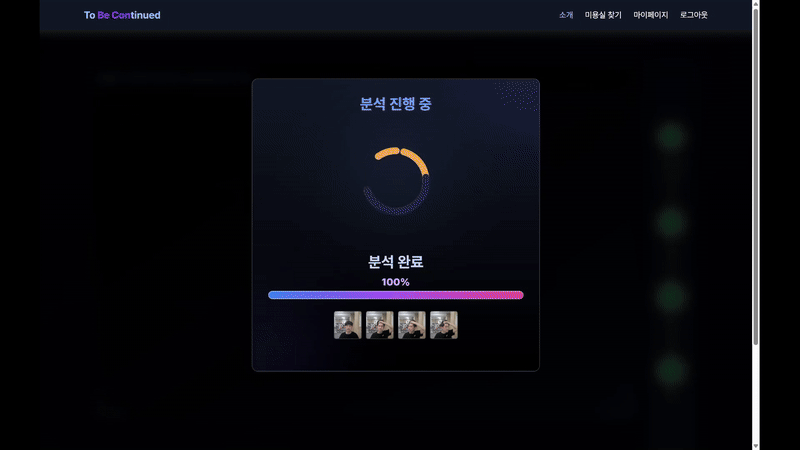 To Be Continued
소개
미용실 찾기
마이페이지
로그아웃
분석 진행 중
분석 완료
100%